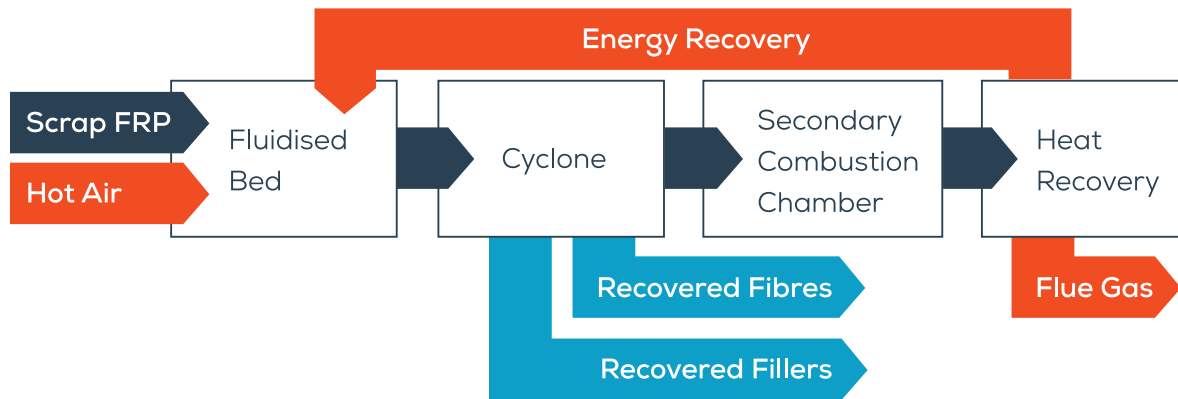 Energy Recovery
Scrap FRP
Hot Air
Fluidised
Bed
Cyclone
Secondary
Combustion
Chamber
Heat
Recovery
Recovered Fibres
Flue Gas
Recovered Fillers